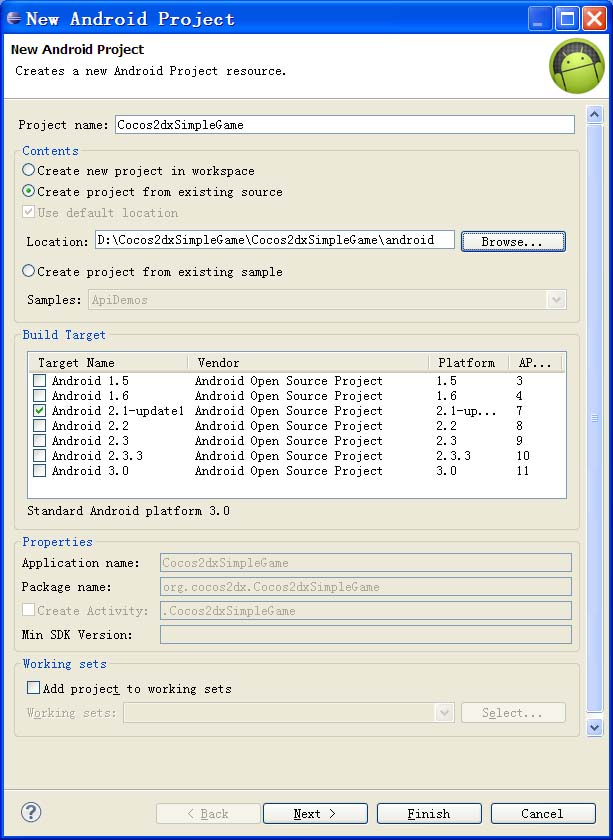 New Android Project
New Android Project
Creates a new Android Project resource.
Project name: Cocos2dxSimpleGame
Contents
Create new project in workspace
Create project from existing source
Use default location
Location: D:\Cocos2dxSimpleGame\Cocos2dxSimpleGame\android Browse...
Create project from existing sample
Samples: ApiDemos
Build Target
Target Name Vendor Platform AP...
Android 1.5 Android Open Source Project 1.5 3
Android 1.6 Android Open Source Project 1.6 4
Android 2.1-update1 Android Open Source Project 2.1-up... 7
Android 2.2 Android Open Source Project 2.2 8
Android 2.3 Android Open Source Project 2.3 9
Android 2.3.3 Android Open Source Project 2.3.3 10
Android 3.0 Android Open Source Project 3.0 11
Standard Android platform 3.0
Properties
Application name: Cocos2dxSimpleGame
Package name: org.cocos2dx.Cocos2dxSimpleGame
Create Activity: .Cocos2dxSimpleGame
Min SDK Version:
Working sets
Add project to working sets
Working sets: Select...
? < Back Next > Finish Cancel